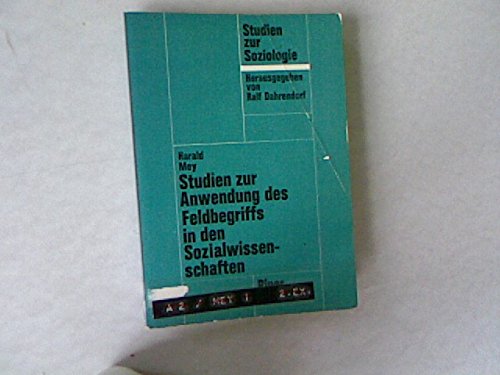 Studien
zur
Soziologie
Herausgegeben
von
Ralf Dahrendorf
Harald
Mey
Studien zur
Anwendung des
Feldbegriffs
in den
Sozialwissen-
schaften
Piper
A 2 / MEY 1 2.EX.